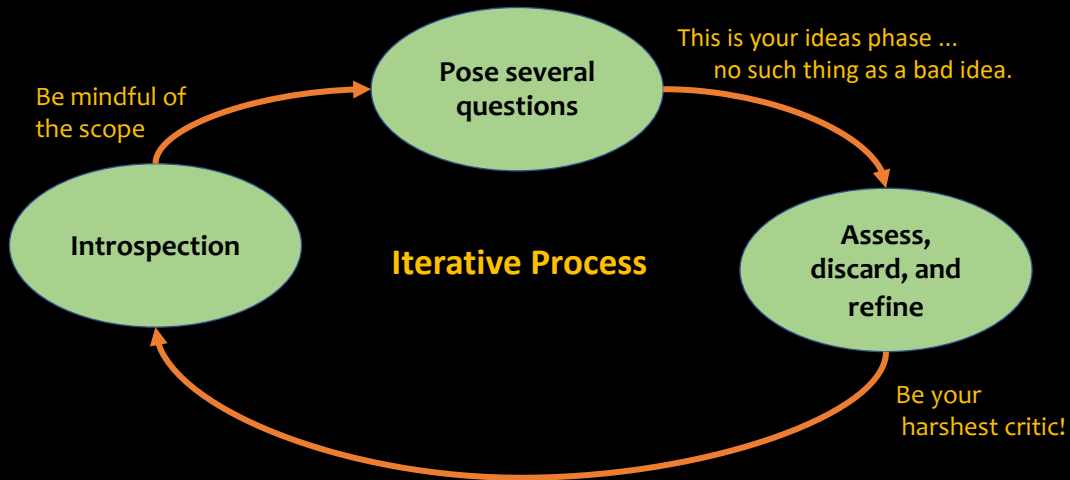 Pose several
questions
This is your ideas phase ...
no such thing as a bad idea.
Be mindful of
the scope
Introspection
Iterative Process
Assess,
discard, and
refine
Be your
harshest critic!